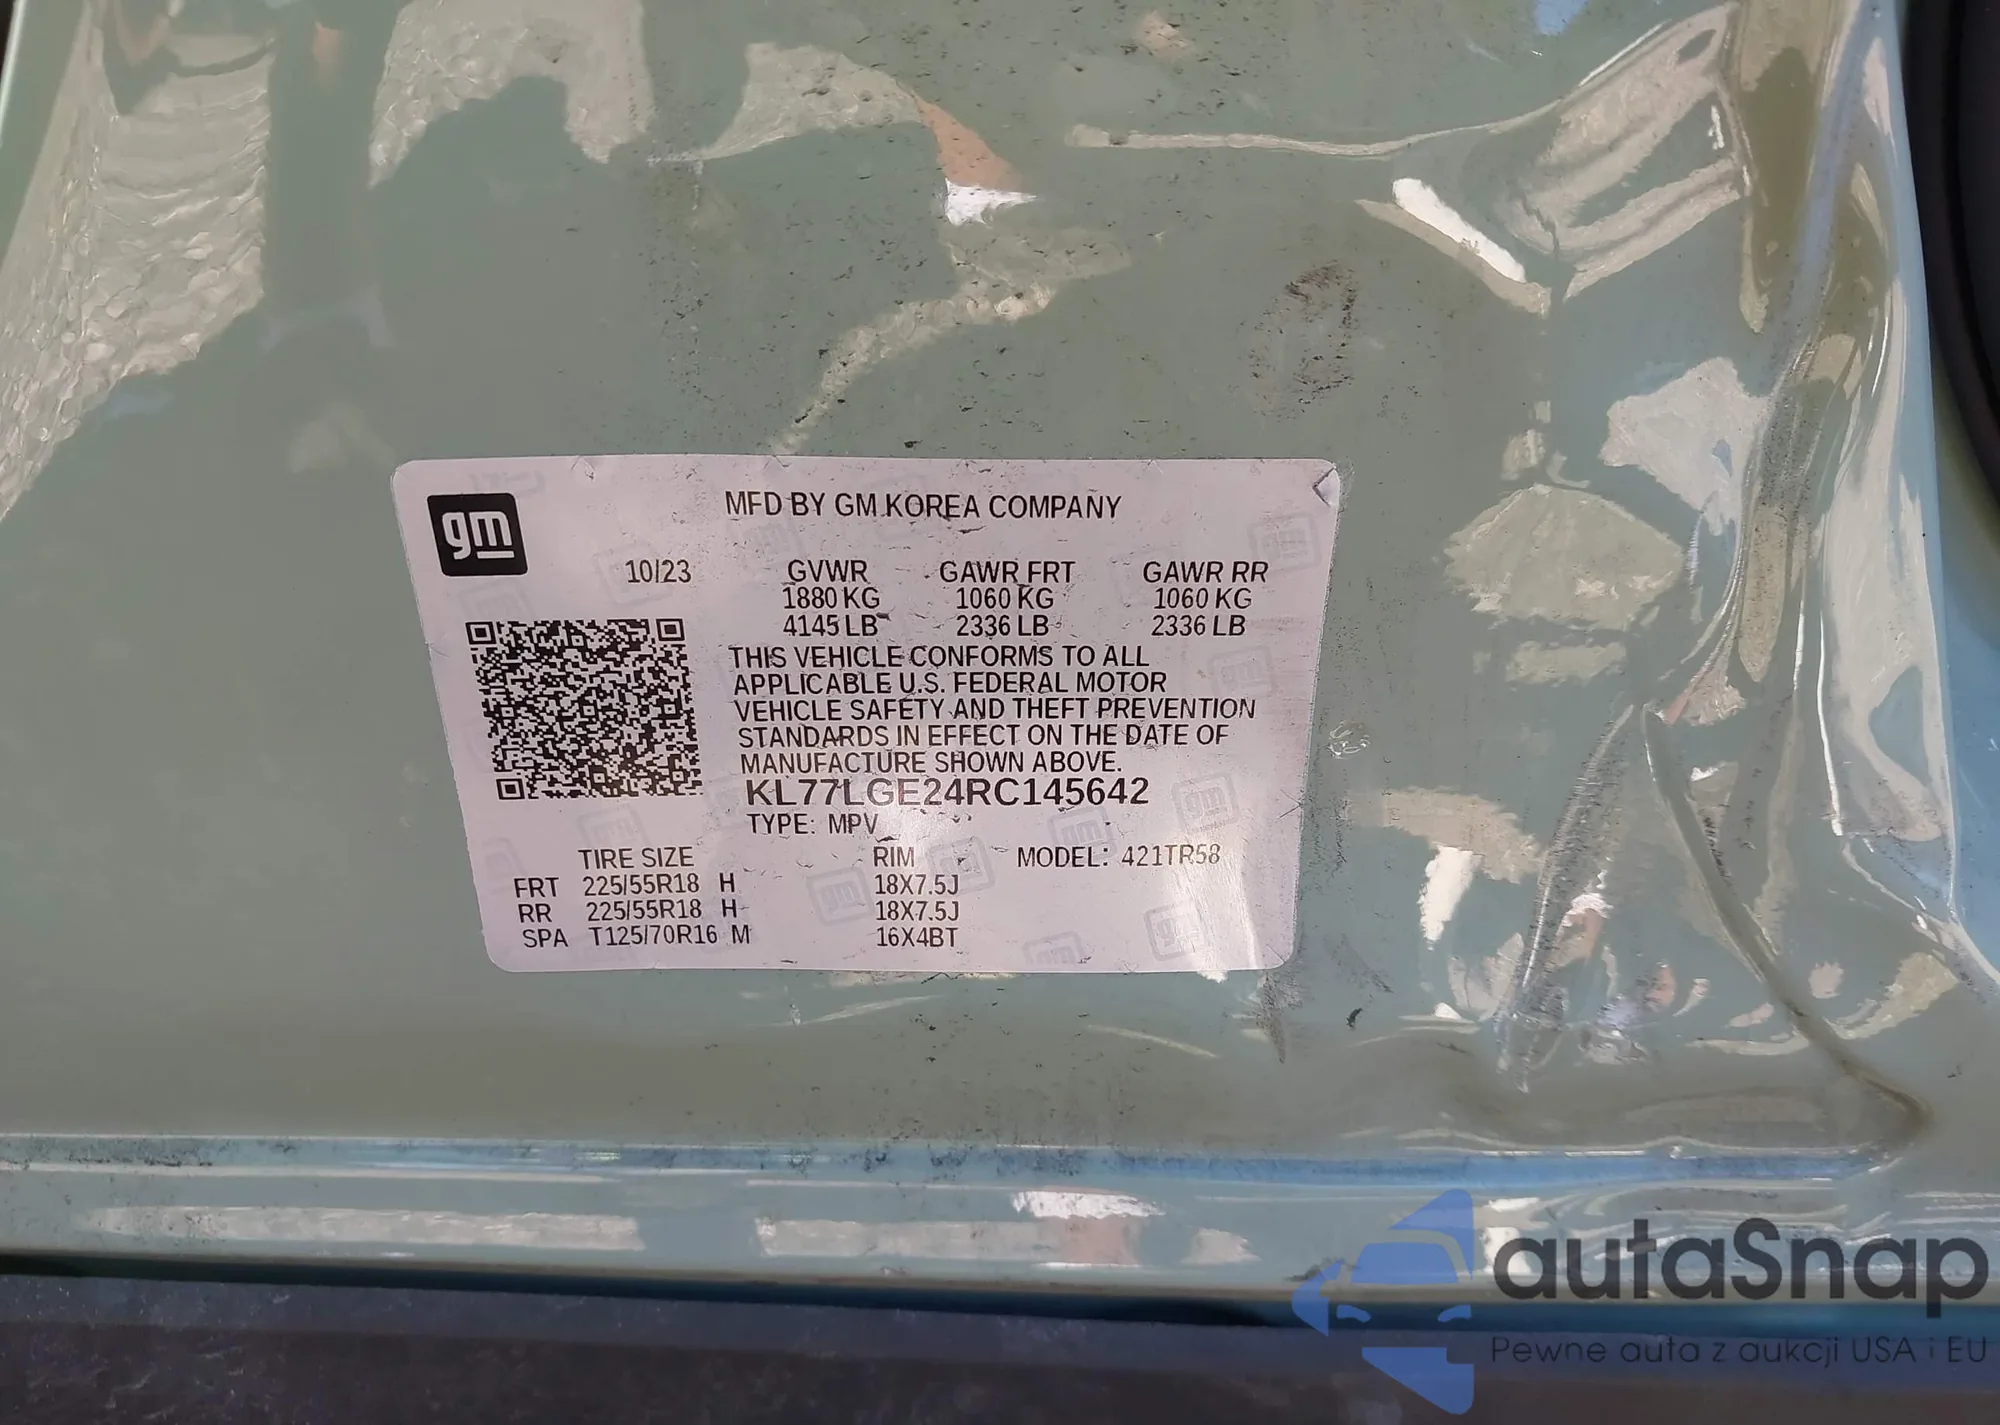 gm
MFD BY GM KOREA COMPANY
10/23 GVWR GAWR FRT GAWR RR
1880 KG 1060 KG 1060 KG
4145 LB 2336 LB 2336 LB
THIS VEHICLE CONFORMS TO ALL
APPLICABLE U.S. FEDERAL MOTOR
VEHICLE SAFETY AND THEFT PREVENTION
STANDARDS IN EFFECT ON THE DATE OF
MANUFACTURE SHOWN ABOVE.
KL77LGE24RC145642
TYPE: MPV
TIRE SIZE RIM MODEL: 421TR58
FRT 225/55R18 H 18X7.5J
RR 225/55R18 H 18X7.5J
SPA T125/70R16 M 16X4BT
autaSnap
Pewne auta z aukcji USA i EU